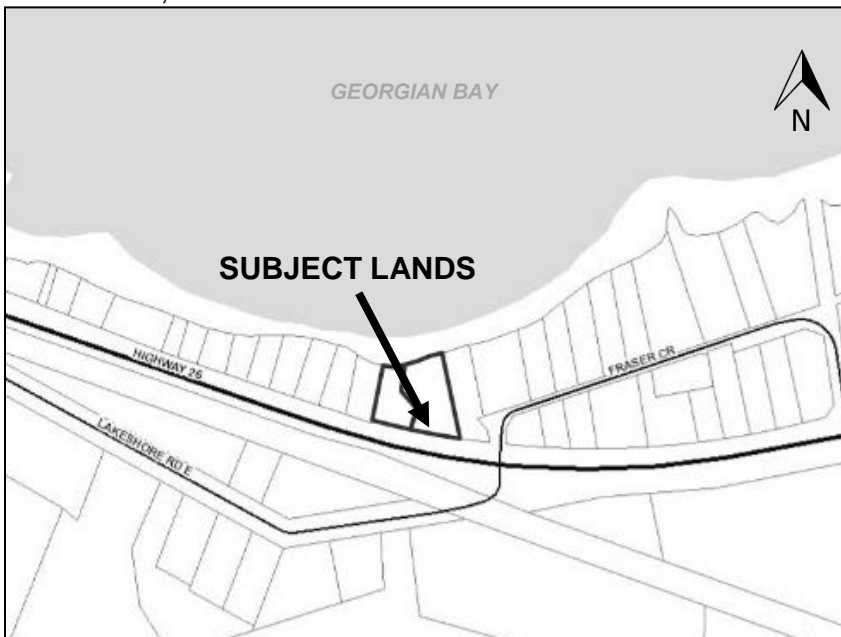 GEORGIAN BAY
N
SUBJECT LANDS
HIGHWAY 26
FRASER CR
LAKESHORE RD E